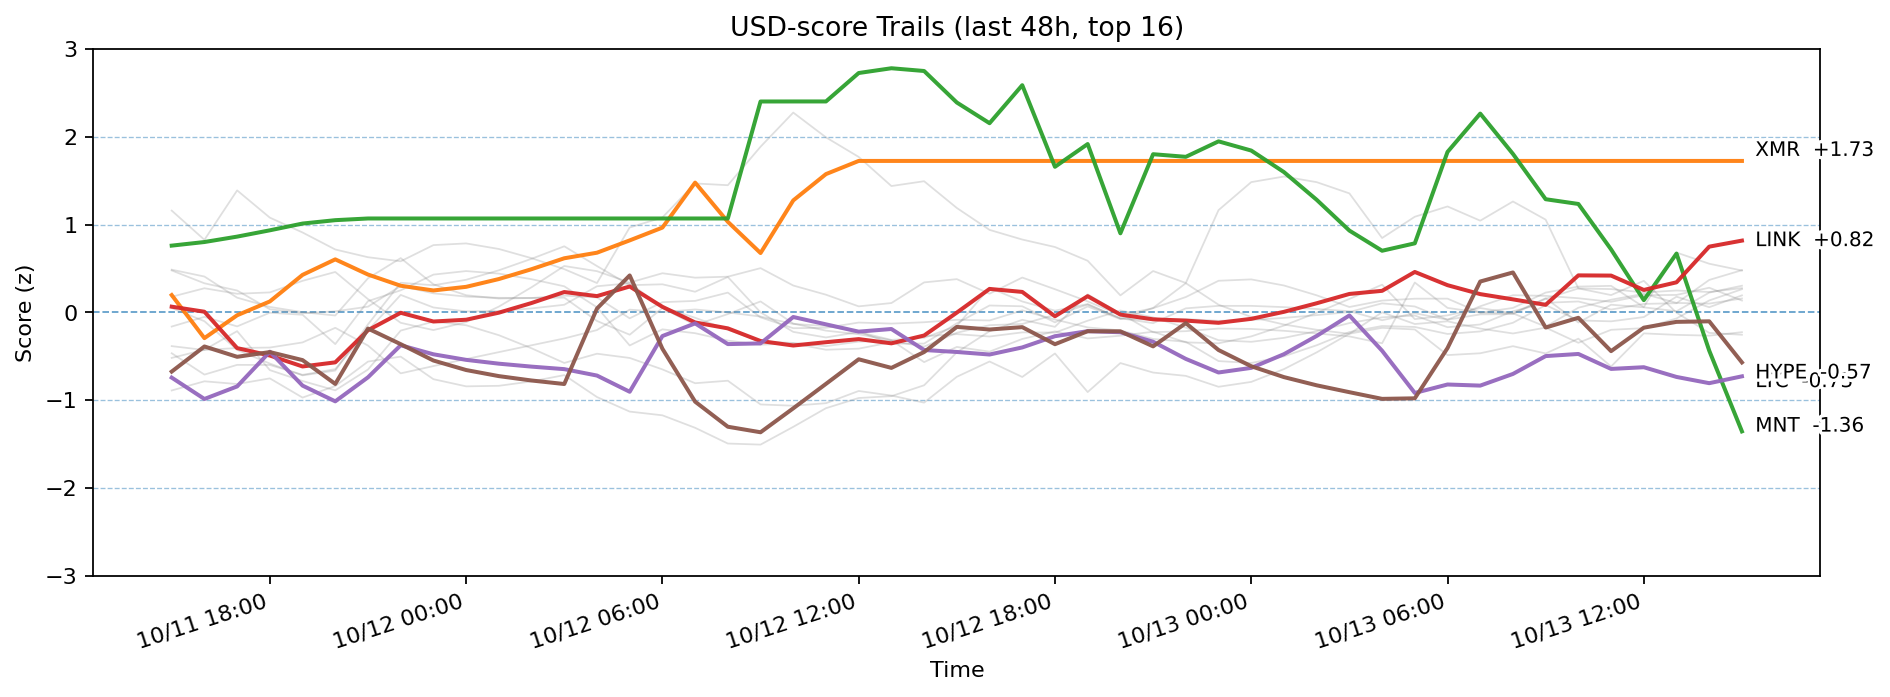 USD-score Trails (last 48h, top 16)
Score (z)
3
2
1
0
−1
−2
−3
XMR +1.73
LINK +0.82
HYPE -0.57
LTC -0.73
MNT -1.36
10/11 18:00
10/12 00:00
10/12 06:00
10/12 12:00
10/12 18:00
10/13 00:00
10/13 06:00
10/13 12:00
Time